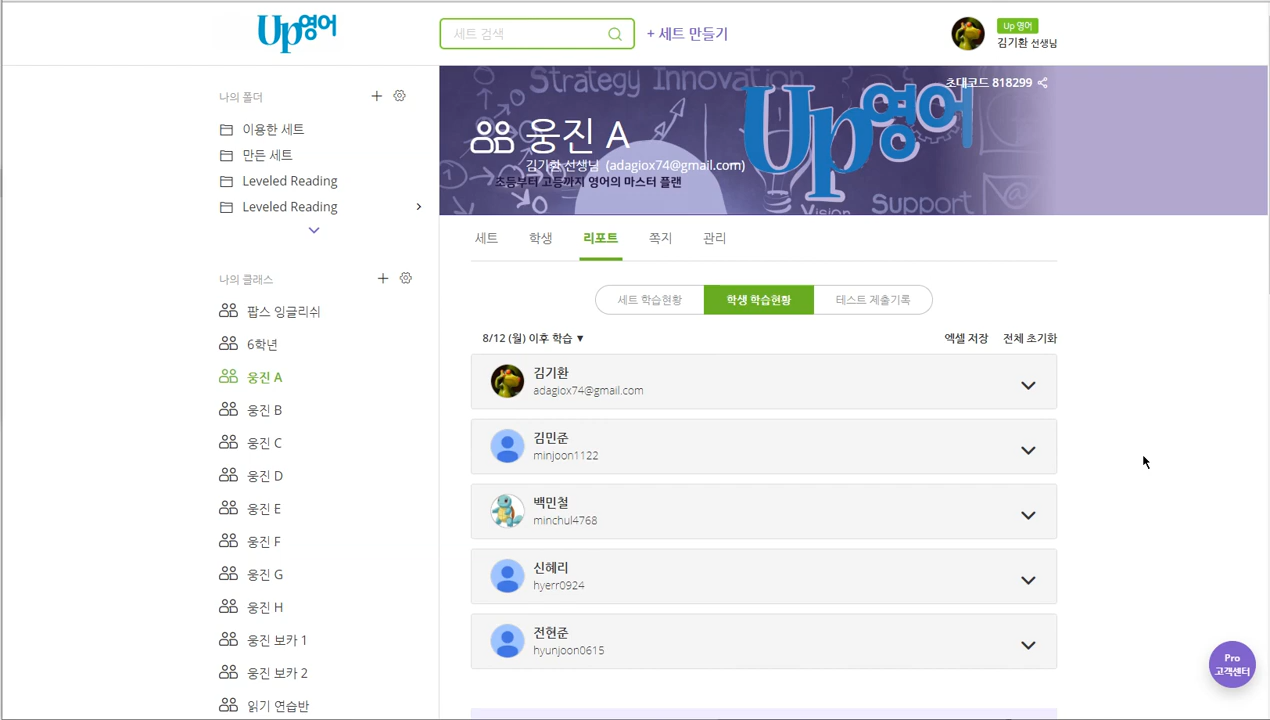 Up영어
세트 검색
+ 세트 만들기
Up 영어
김기환 선생님
나의 폴더
이용한 세트
만든 세트
Leveled Reading
Leveled Reading
나의 클래스
팝스 잉글리쉬
6학년
웅진 A
웅진 B
웅진 C
웅진 D
웅진 E
웅진 F
웅진 G
웅진 H
웅진 보카 1
웅진 보카 2
읽기 연습반
Strategy Innovation
초대코드 818299
Up영어
웅진 A
김기환 선생님 (adagiox74@gmail.com)
초등부터 고등까지 영어의 마스터 플랜
Vision
Support
세트 학생 리포트 쪽지 관리
세트 학습현황 학생 학습현황 테스트 제출기록
8/12 (월) 이후 학습 ▼ 엑셀 저장 전체 초기화
김기환
adagiox74@gmail.com
김민준
minjoon1122
백민철
minchul4768
신혜리
hyerr0924
전현준
hyunjoon0615
Pro
고객센터